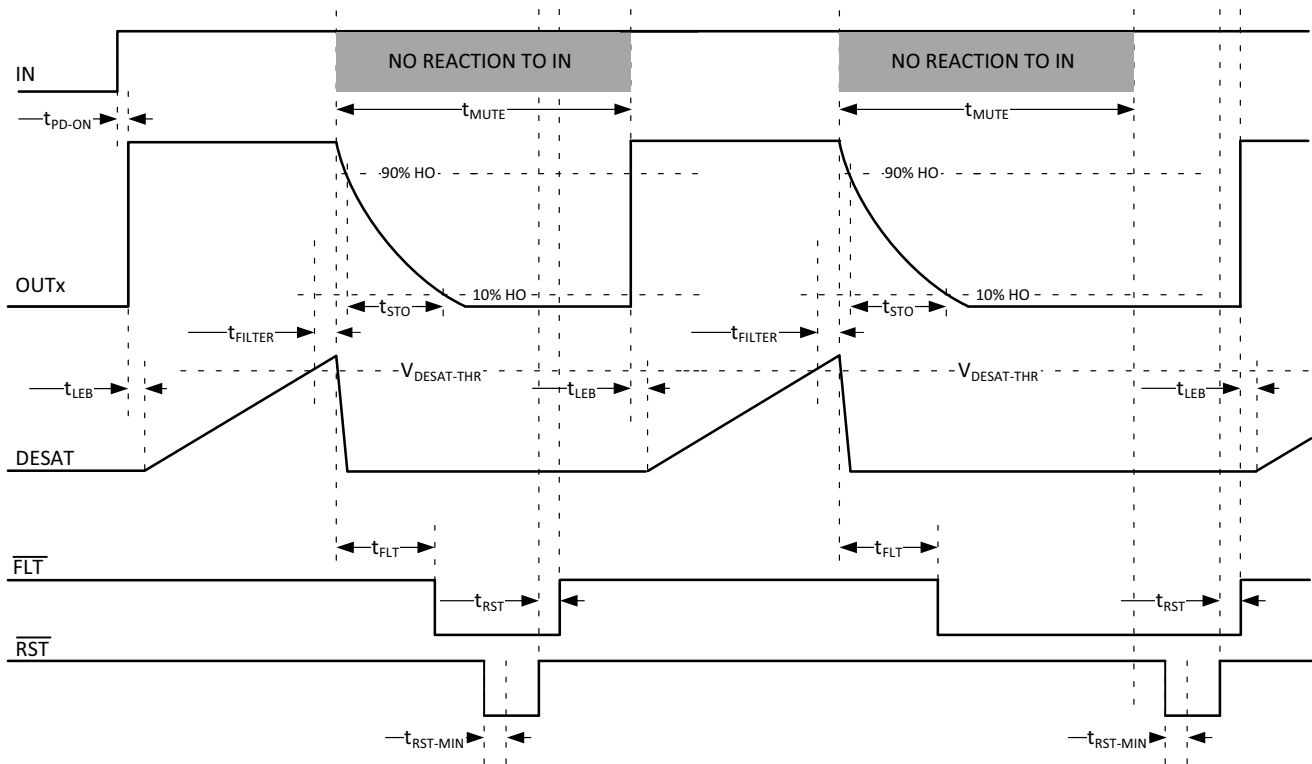 IN
NO REACTION TO IN
NO REACTION TO IN
tMUTE
tMUTE
tPD-ON
90% HO
90% HO
OUTx
10% HO
10% HO
tSTO
tSTO
tFILTER
tFILTER
VDESAT-THR
VDESAT-THR
tLEB
tLEB
tLEB
DESAT
tFLT
tFLT
FLT
tRST
tRST
RST
tRST-MIN
tRST-MIN